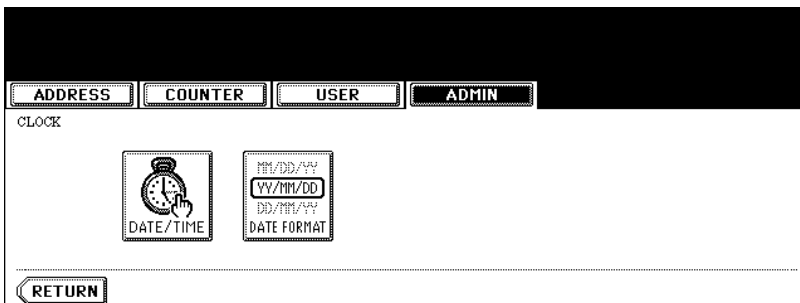 ADDRESS COUNTER USER ADMIN
CLOCK
MM/DD/YY
YY/MM/DD
DD/MM/YY
DATE/TIME DATE FORMAT
RETURN